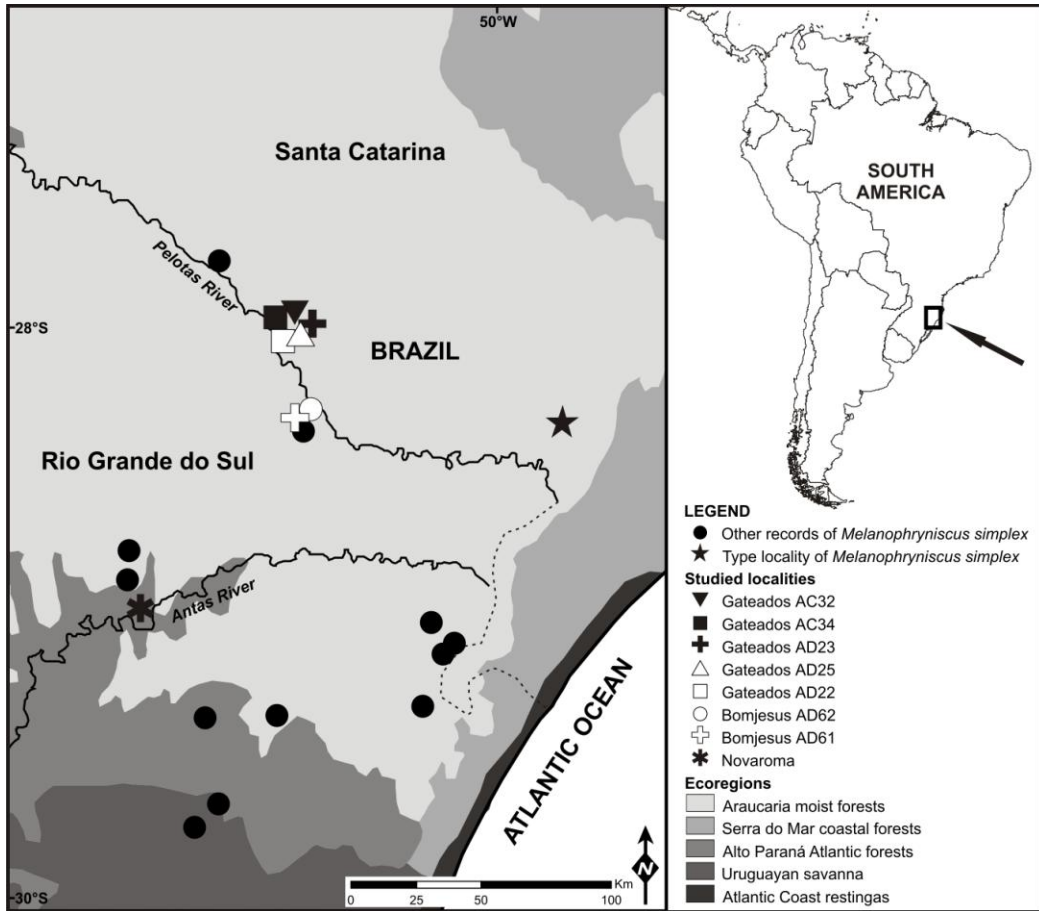 50°W
Santa Catarina
Pelotas River
28°S
BRAZIL
Rio Grande do Sul
Antas River
ATLANTIC OCEAN
30°S
0 25 50 100 Km
N
SOUTH
AMERICA
LEGEND
Other records of Melanophryniscus simplex
Type locality of Melanophryniscus simplex
Studied localities
Gateados AC32
Gateados AC34
Gateados AD23
Gateados AD25
Gateados AD22
Bomjesus AD62
Bomjesus AD61
Novaroma
Ecoregions
Araucaria moist forests
Serra do Mar coastal forests
Alto Paraná Atlantic forests
Uruguayan savanna
Atlantic Coast restingas